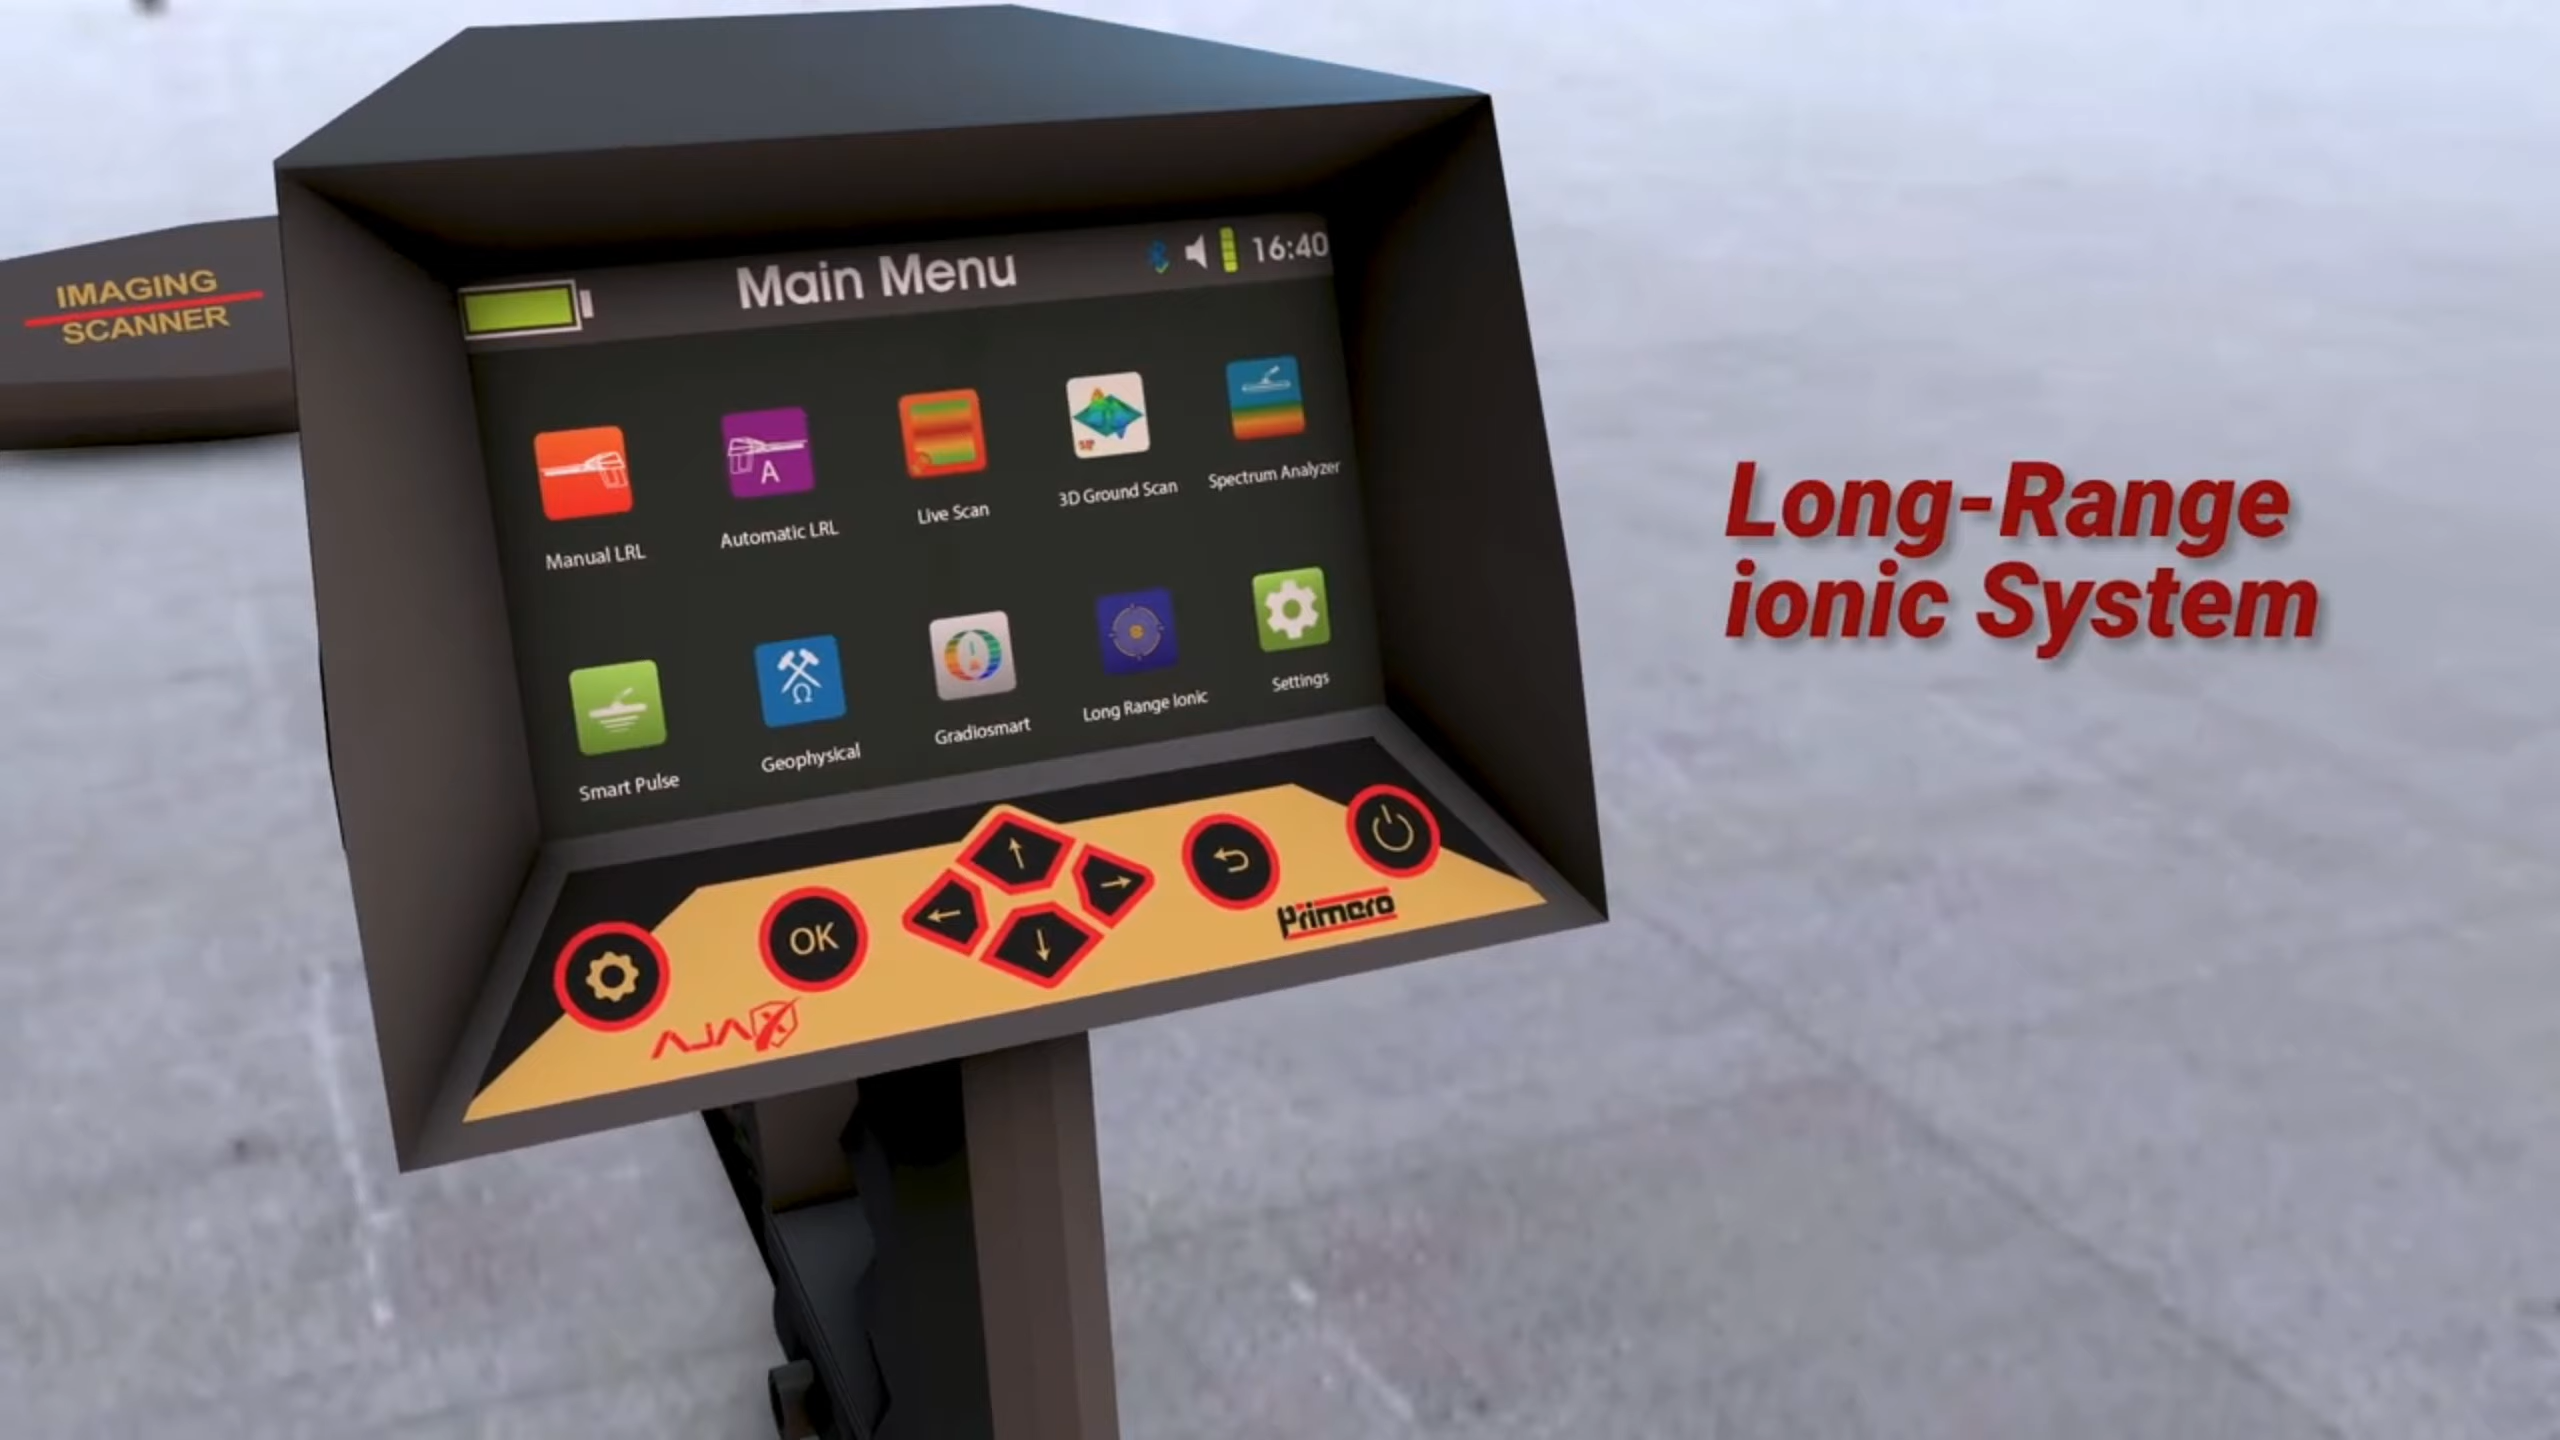 IMAGING
SCANNER
Main Menu
16:40
Manual LRL
A
Automatic LRL
Live Scan
3D Ground Scan
Spectrum Analyzer
Smart Pulse
Ω
Geophysical
Gradiosmart
Long Range Ionic
Settings
OK
AJAX
Primero
Long-Range
ionic System